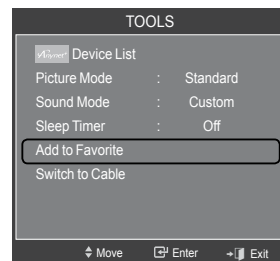 TOOLS
Anynet+ Device List
Picture Mode : Standard
Sound Mode : Custom
Sleep Timer : Off
Add to Favorite
Switch to Cable
Move Enter Exit